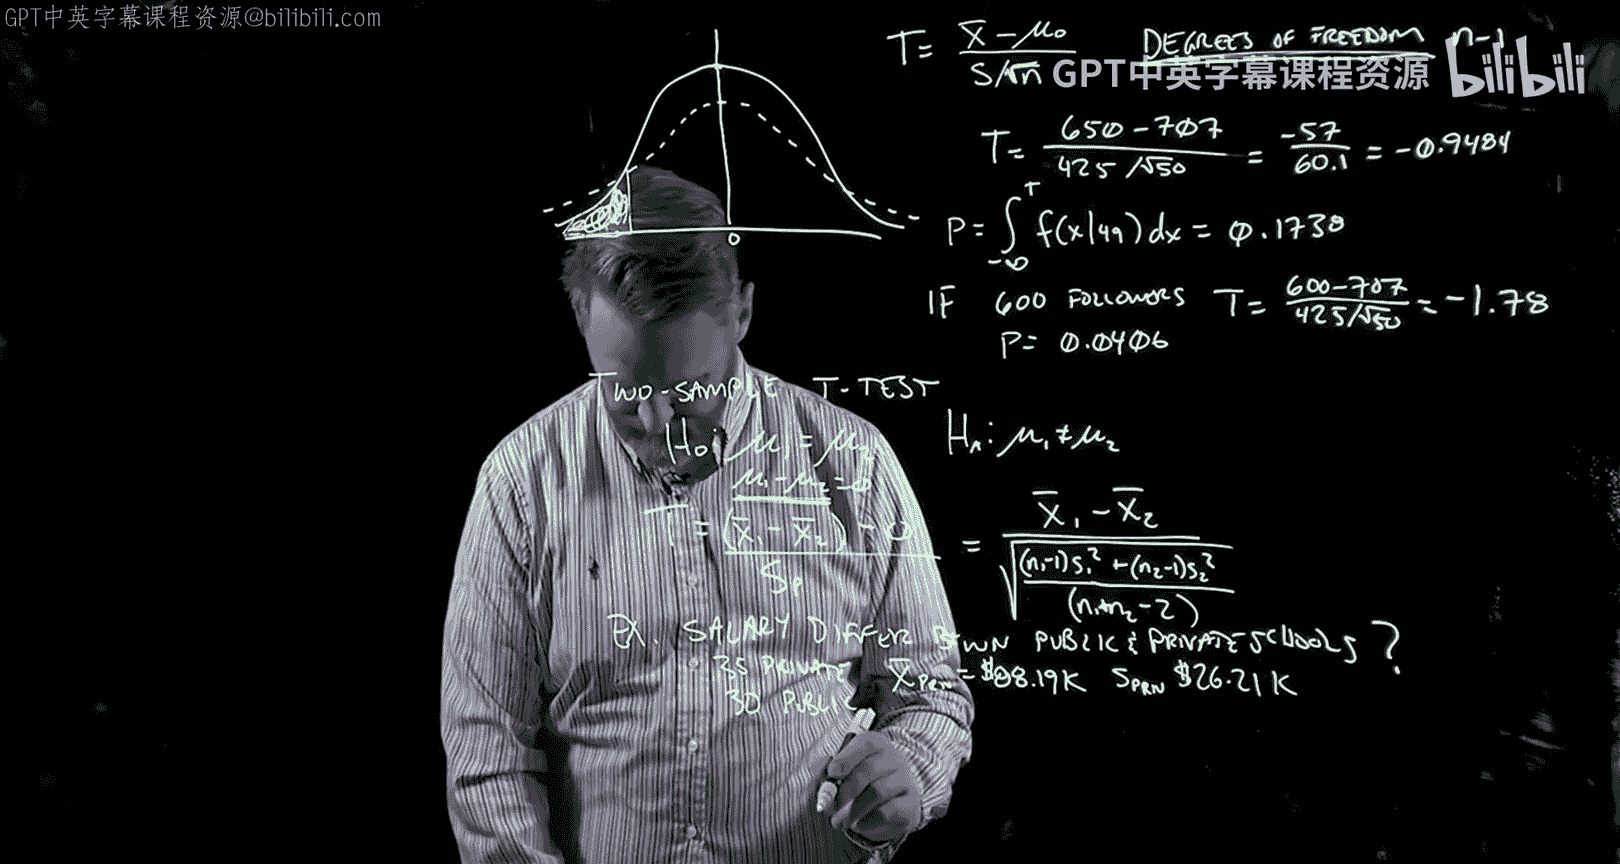 GPT中英字幕课程资源@bilibili.com
T = (X̄ - μ₀) / (S/√n) DEGREES OF FREEDOM n-1
GPT中英字幕课程资源 bilibili
T = (650 - 707) / (425/√50) = -57/60.1 = -0.9484
0
P = ∫_{-∞}^{T} f(x|49) dx = 0.1738
IF 600 FOLLOWERS T = (600-707) / (425/√50) = -1.78
P = 0.0406
TWO-SAMPLE T-TEST
H₀: μ₁ = μ₂ Hₐ: μ₁ ≠ μ₂
μ₁ - μ₂ = 0
T = ((X̄₁ - X̄₂) - 0) / Sₚ = (X̄₁ - X̄₂) / √(((n₁-1)S₁² + (n₂-1)S₂²) / (n₁+n₂-2))
EX. SALARY DIFFER BTWN PUBLIC & PRIVATE SCHOOLS?
35 PRIVATE X̄ = S $26.21K
30 PUBLIC